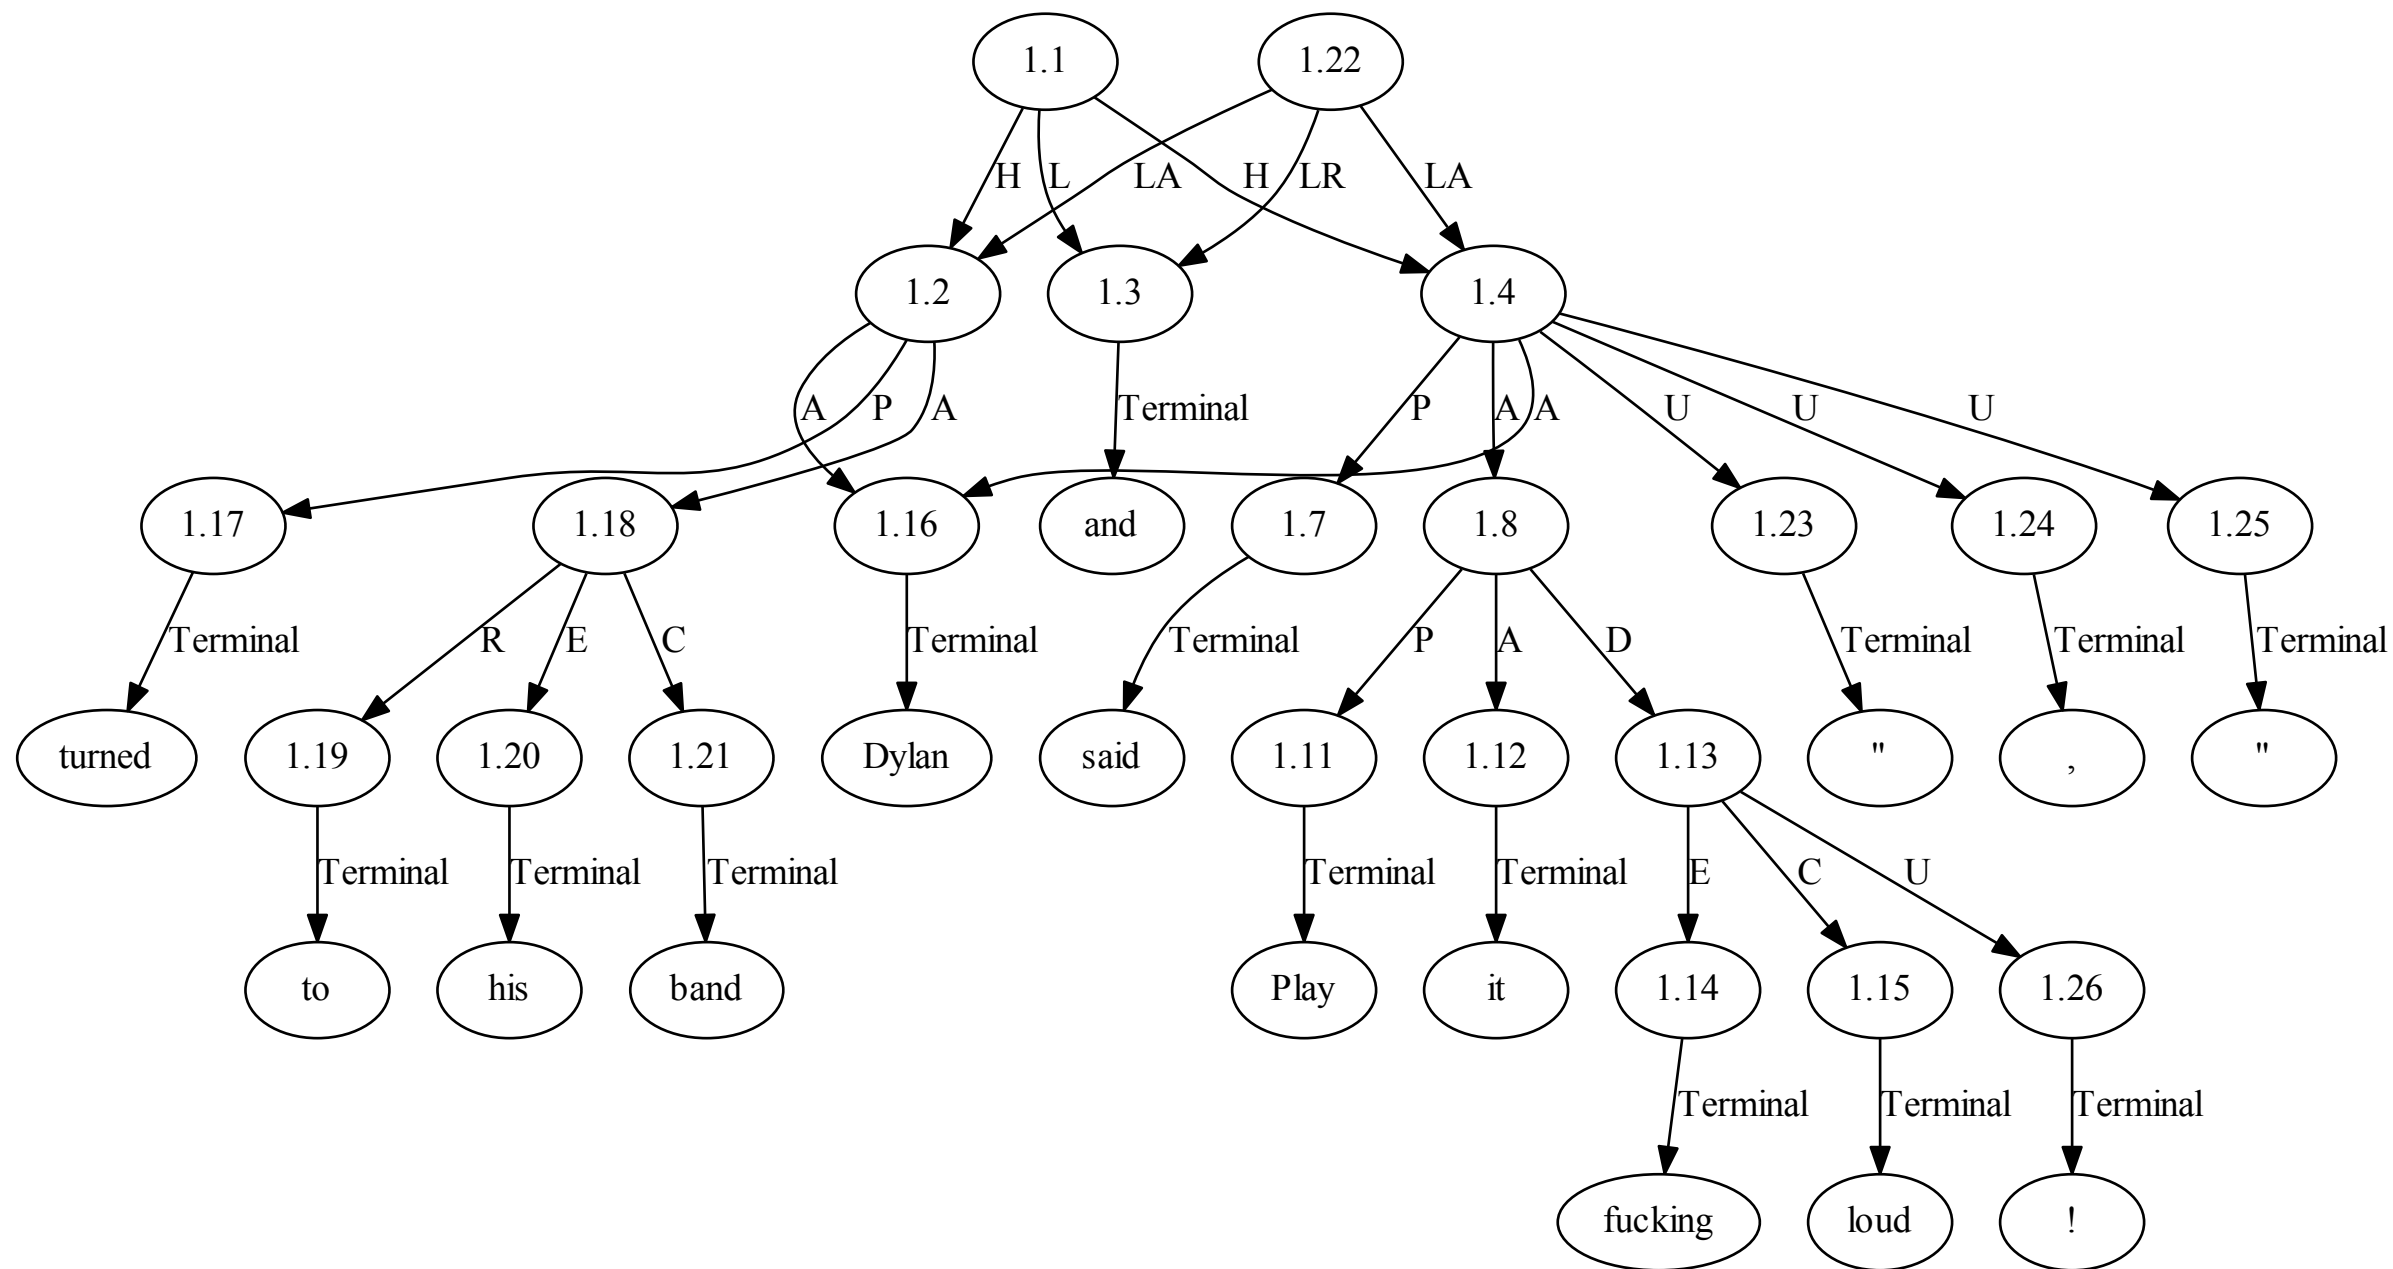 1.1 1.22
H L LA H LR LA
1.2 1.3 1.4
A P A Terminal P A A U U U
1.17 1.18 1.16 and 1.7 1.8 1.23 1.24 1.25
Terminal R E C Terminal Terminal P A D Terminal Terminal Terminal
turned 1.19 1.20 1.21 Dylan said 1.11 1.12 1.13 " , "
Terminal Terminal Terminal Terminal Terminal E C U
to his band Play it 1.14 1.15 1.26
Terminal Terminal Terminal
fucking loud !